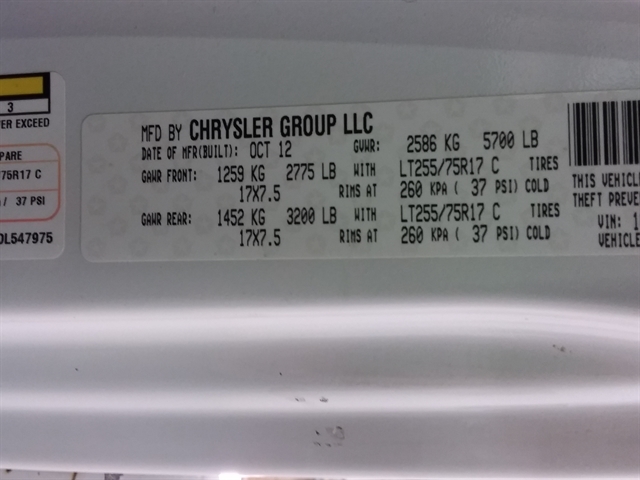 3
ER EXCEED
PARE
75R17 C
/ 37 PSI
DL547975
MFD BY CHRYSLER GROUP LLC
DATE OF MFR(BUILT): OCT 12 GVWR: 2586 KG 5700 LB
GAWR FRONT: 1259 KG 2775 LB WITH LT255/75R17 C TIRES
17X7.5 RIMS AT 260 KPA ( 37 PSI) COLD
GAWR REAR: 1452 KG 3200 LB WITH LT255/75R17 C TIRES
17X7.5 RIMS AT 260 KPA ( 37 PSI) COLD
THIS VEHICLE
THEFT PREVE
VIN: 1
VEHICLE